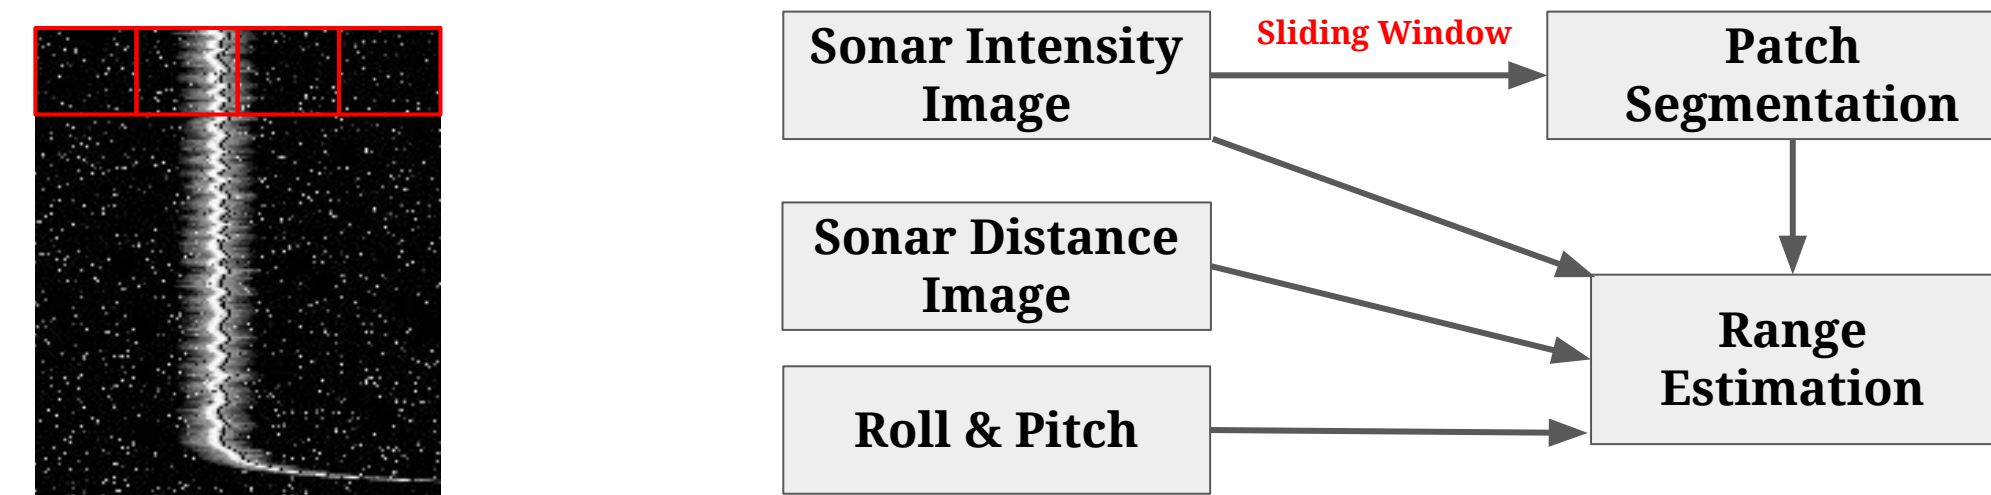 Sonar Intensity
Image
Sliding Window
Patch
Segmentation
Sonar Distance
Image
Range
Estimation
Roll & Pitch